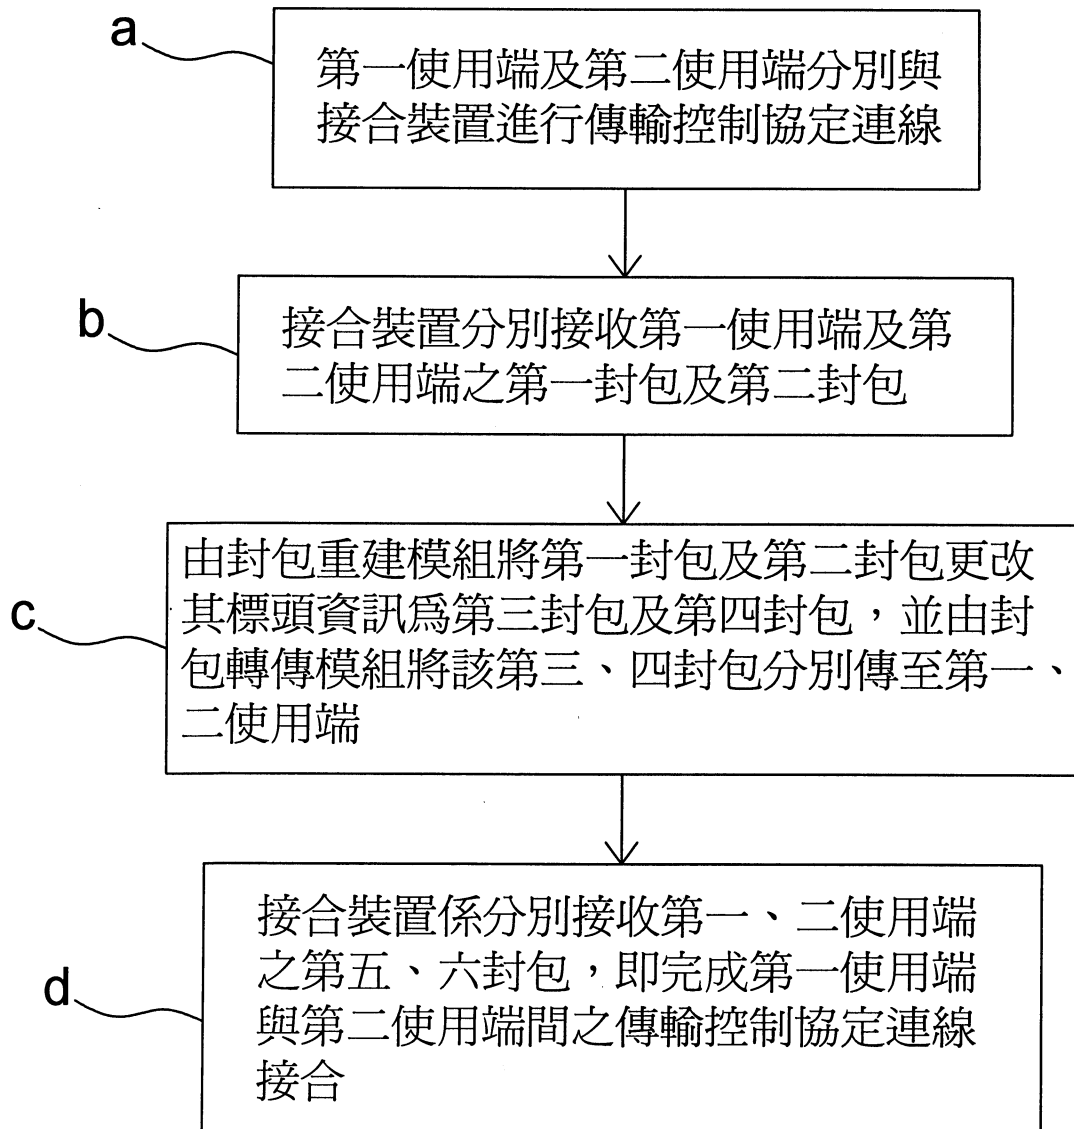 a
第一使用端及第二使用端分別與
接合裝置進行傳輸控制協定連線
b
接合裝置分別接收第一使用端及第
二使用端之第一封包及第二封包
c
由封包重建模組將第一封包及第二封包更改
其標頭資訊爲第三封包及第四封包，並由封
包轉傳模組將該第三、四封包分別傳至第一、
二使用端
d
接合裝置係分別接收第一、二使用端
之第五、六封包，即完成第一使用端
與第二使用端間之傳輸控制協定連線
接合